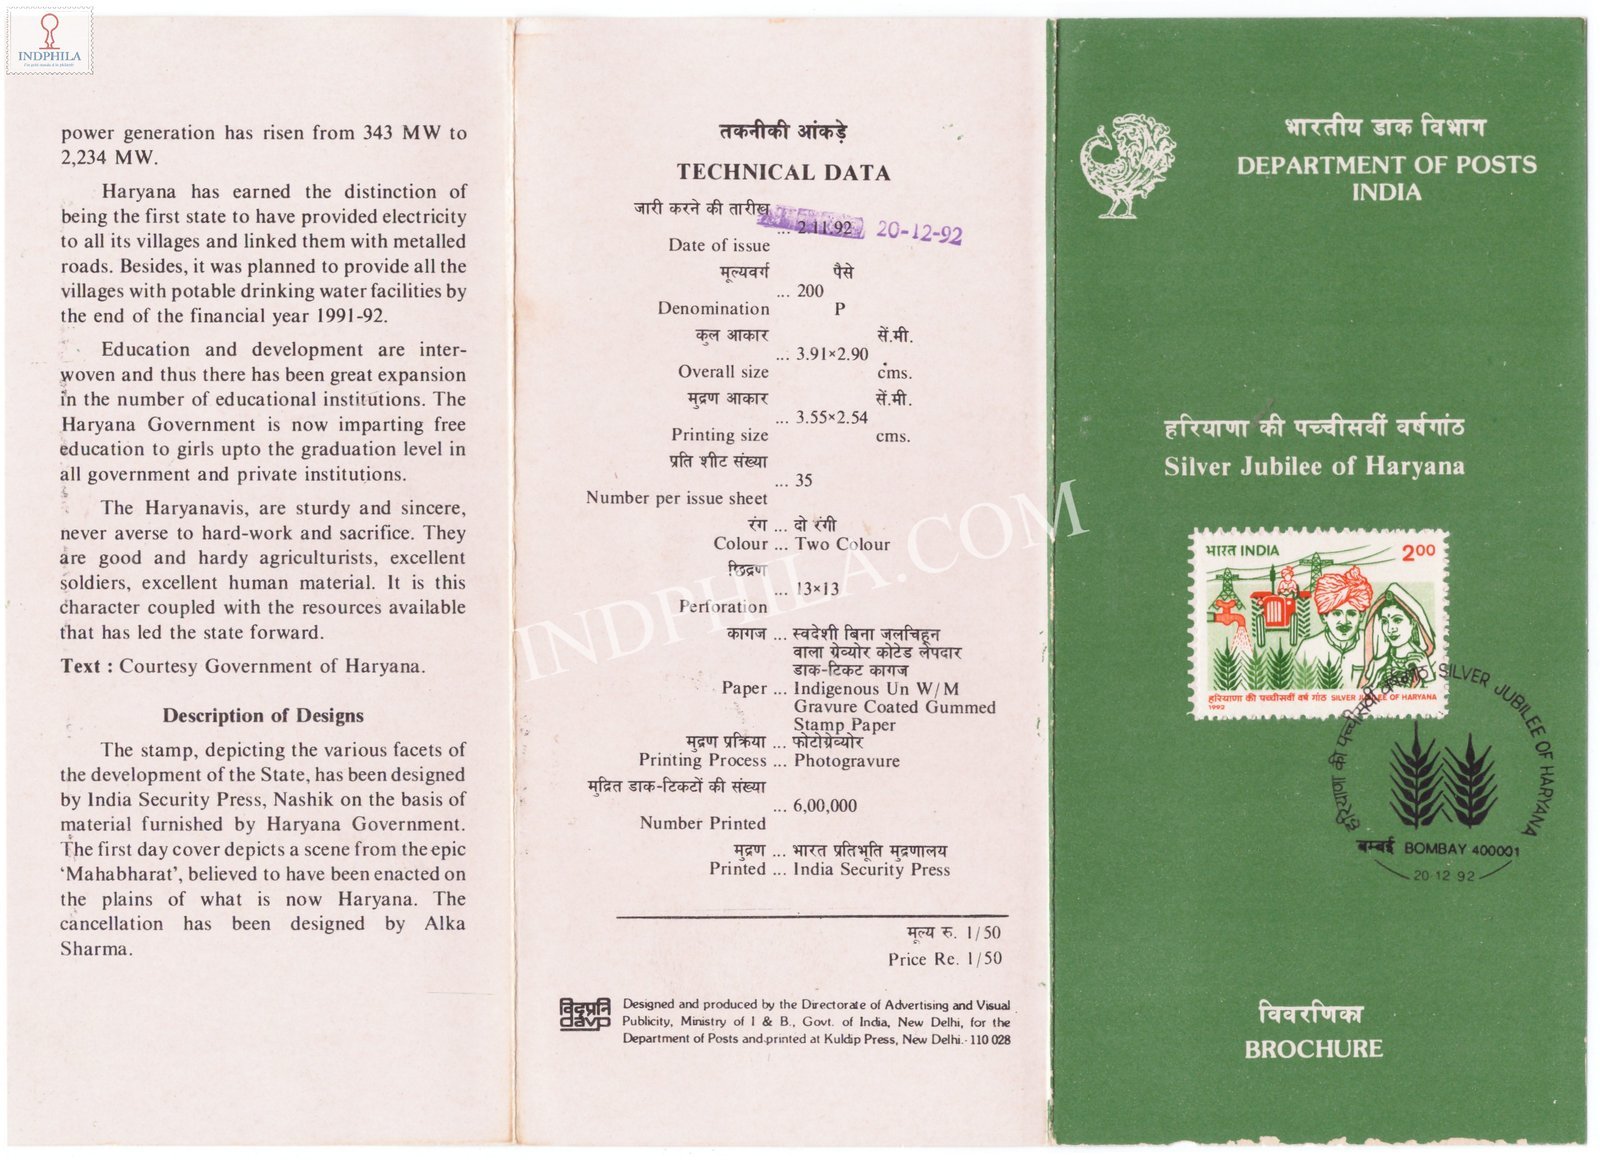 INDPHILA
power generation has risen from 343 MW to
2,234 MW.
Haryana has earned the distinction of
being the first state to have provided electricity
to all its villages and linked them with metalled
roads. Besides, it was planned to provide all the
villages with potable drinking water facilities by
the end of the financial year 1991-92.
Education and development are inter-
woven and thus there has been great expansion
in the number of educational institutions. The
Haryana Government is now imparting free
education to girls upto the graduation level in
all government and private institutions.
The Haryanavis, are sturdy and sincere,
never averse to hard-work and sacrifice. They
are good and hardy agriculturists, excellent
soldiers, excellent human material. It is this
character coupled with the resources available
that has led the state forward.
Text : Courtesy Government of Haryana.
Description of Designs
The stamp, depicting the various facets of
the development of the State, has been designed
by India Security Press, Nashik on the basis of
material furnished by Haryana Government.
The first day cover depicts a scene from the epic
‘Mahabharat’, believed to have been enacted on
the plains of what is now Haryana. The
cancellation has been designed by Alka
Sharma.
तकनीकी आंकड़े
TECHNICAL DATA
जारी करने की तारीख
... 2.11.92 20-12-92
Date of issue
मूल्यवर्ग पैसे
... 200
Denomination P
कुल आकार सें.मी.
... 3.91×2.90
Overall size cms.
मुद्रण आकार सें.मी.
... 3.55×2.54
Printing size cms.
प्रति शीट संख्या
... 35
Number per issue sheet
रंग ... दो रंगी
Colour ... Two Colour
छिद्रण
... 13×13
Perforation
कागज ... स्वदेशी बिना जलचिहन
वाला ग्रेव्योर कोटेड लेपदार
डाक-टिकट कागज
Paper ... Indigenous Un W/M
Gravure Coated Gummed
Stamp Paper
मुद्रण प्रक्रिया ... फोटोग्रेव्योर
Printing Process ... Photogravure
मुद्रित डाक-टिकटों की संख्या
... 6,00,000
Number Printed
मुद्रण ... भारत प्रतिभूति मुद्रणालय
Printed ... India Security Press
मूल्य रु. 1/50
Price Re. 1/50
विदृप्रनि
davp
Designed and produced by the Directorate of Advertising and Visual
Publicity, Ministry of I & B., Govt. of India, New Delhi, for the
Department of Posts and printed at Kuldip Press, New Delhi.-110 028
भारतीय डाक विभाग
DEPARTMENT OF POSTS
INDIA
हरियाणा की पच्चीसवीं वर्षगांठ
Silver Jubilee of Haryana
भारत INDIA 200
हरियाणा की पच्चीसवीं वर्ष गांठ SILVER JUBILEE OF HARYANA
1992
हरियाणा की पच्चीसवीं वर्षगांठ SILVER JUBILEE OF HARYANA
बम्बई BOMBAY 400001
20 12 92
विवरणिका
BROCHURE
INDPHILA.COM